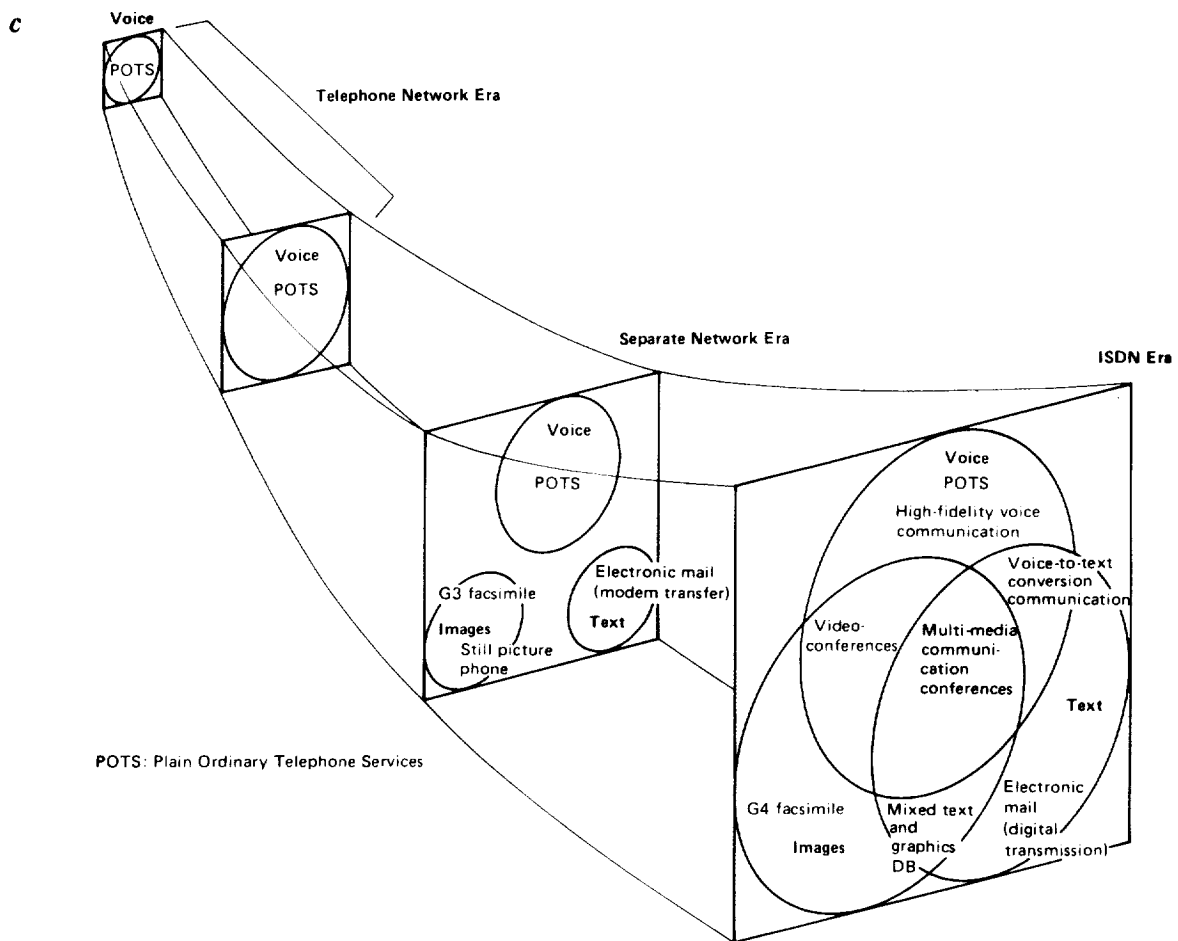 c
Voice
POTS
Telephone Network Era
Voice
POTS
Separate Network Era
ISDN Era
Voice
POTS
G3 facsimile
Images
Still picture
phone
Electronic mail
(modem transfer)
Text
Voice
POTS
High-fidelity voice
communication
Voice-to-text
conversion
communication
Video-
conferences
Multi-media
communi-
cation
conferences
Text
G4 facsimile
Images
Mixed text
and
graphics
DB
Electronic
mail
(digital
transmission)
POTS: Plain Ordinary Telephone Services